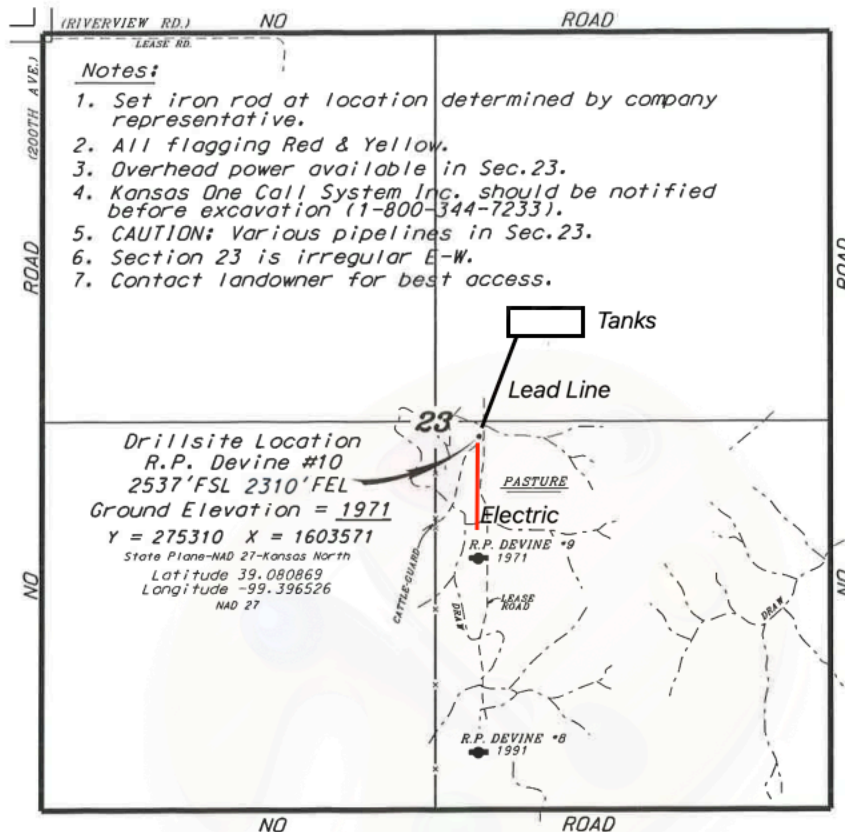 (RIVERVIEW RD.)
NO
ROAD
LEASE RD.
(200TH AVE.)
Notes:
1. Set iron rod at location determined by company
representative.
2. All flagging Red & Yellow.
3. Overhead power available in Sec.23.
4. Kansas One Call System Inc. should be notified
before excavation (1-800-344-7233).
5. CAUTION: Various pipelines in Sec.23.
6. Section 23 is irregular E-W.
7. Contact landowner for best access.
ROAD
ROAD
Tanks
Lead Line
23
Drillsite Location
R.P. Devine #10
2537'FSL 2310'FEL
Ground Elevation = 1971
Y = 275310 X = 1603571
State Plane-NAD 27-Kansas North
Latitude 39.080869
Longitude -99.396526
NAD 27
PASTURE
Electric
R.P. DEVINE #9
1971
CATTLE-GUARD
LEASE
ROAD
DRAW
DRAW
NO
NO
R.P. DEVINE #8
1991
NO
ROAD